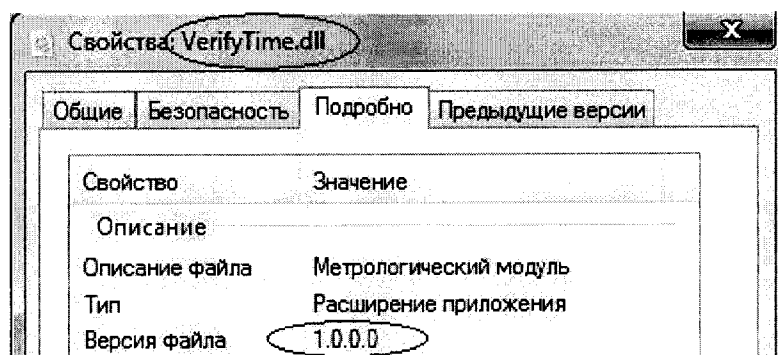 Свойства: VerifyTime.dll
Общие Безопасность Подробно Предыдущие версии
Свойство Значение
Описание
Описание файла Метрологический модуль
Тип Расширение приложения
Версия файла 1.0.0.0